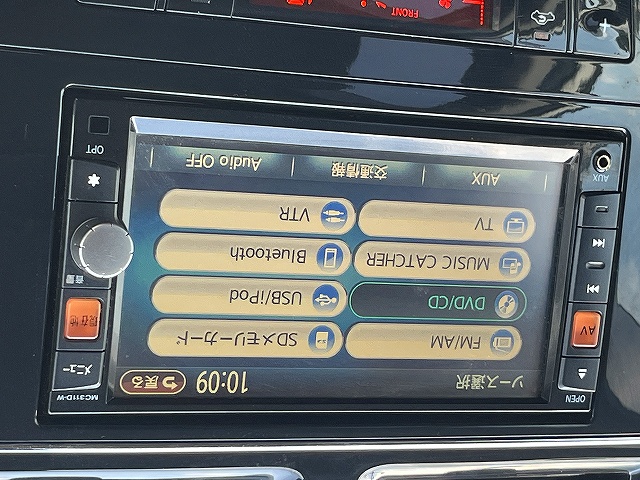 OPEN
AV
AUX
MC311D-W
メニュー
現在地
音量
OPT
ソース選択
10:09
戻る
FM/AM
SDメモリーカード
DVD/CD
USB/iPod
MUSIC CATCHER
Bluetooth
TV
VTR
AUX
交通情報
Audio OFF
FRONT